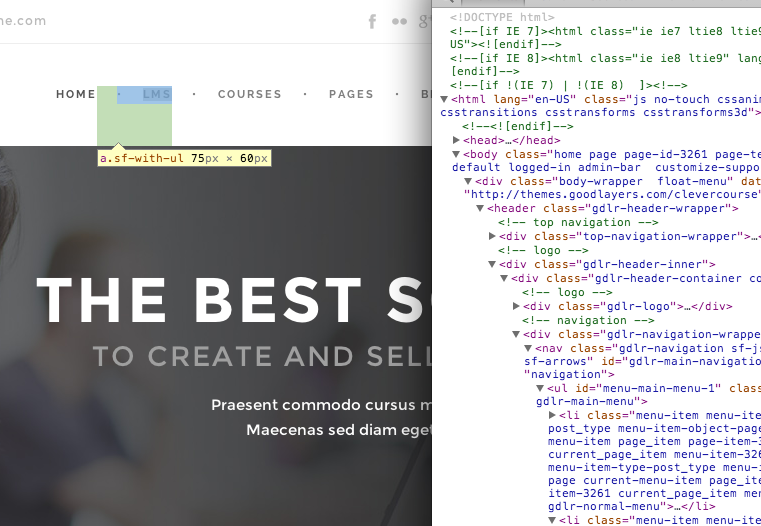 ne.com
f g
HOME · LMS · COURSES · PAGES ·
a.sf-with-ul 75px × 60px
THE BEST
TO CREATE AND SELL
Praesent commodo cursus
Maecenas sed diam eget
<!DOCTYPE html>
<!--[if IE 7]><html class="ie ie7 ltie8 ltie9
US"><![endif]-->
<!--[if IE 8]><html class="ie ie8 ltie9" lang
[endif]-->
<!--[if !(IE 7) | !(IE 8)  ]><!-->
▼<html lang="en-US" class="js no-touch cssanim
csstransitions csstransforms csstransforms3d">
<!--<![endif]-->
▶<head>…</head>
▼<body class="home page page-id-3261 page-te
default logged-in admin-bar  customize-suppo
▼<div class="body-wrapper  float-menu" dat
"http://themes.goodlayers.com/clevercourse"
▼<header class="gdlr-header-wrapper">
<!-- top navigation -->
▶<div class="top-navigation-wrapper">…<
<!-- logo -->
▼<div class="gdlr-header-inner">
▼<div class="gdlr-header-container co
<!-- logo -->
▶<div class="gdlr-logo">…</div>
<!-- navigation -->
▼<div class="gdlr-navigation-wrappe
▼<nav class="gdlr-navigation sf-js
sf-arrows" id="gdlr-main-navigatio
"navigation">
▼<ul id="menu-main-menu-1" class
gdlr-main-menu">
▶<li class="menu-item menu-ite
post_type menu-item-object-page
menu-item page_item page-item-3
current_page_item menu-item-326
menu-item-type-post_type menu-i
page current-menu-item page_ite
item-3261 current_page_item men
gdlr-normal-menu">…</li>
▼<li class="menu-item menu-ite